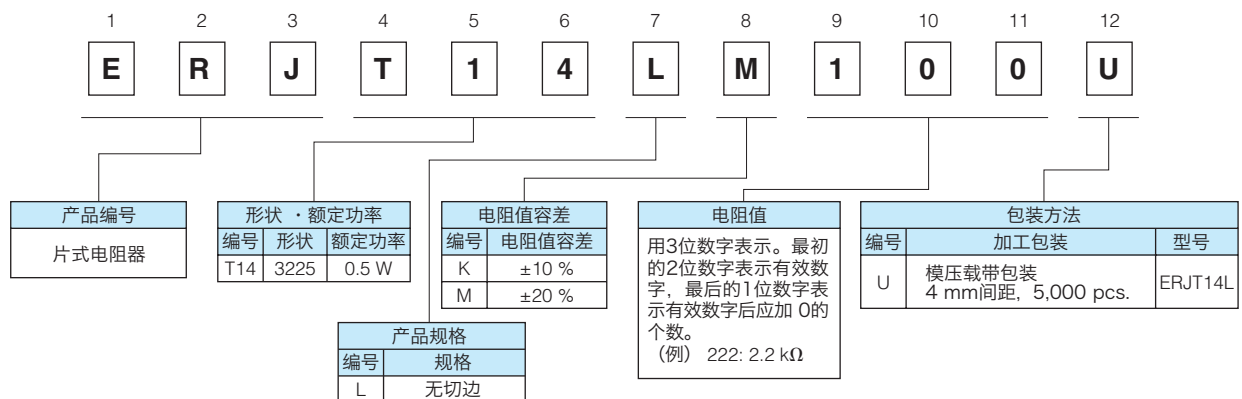 1 2 3 4 5 6 7 8 9 10 11 12
E R J T 1 4 L M 1 0 0 U
产品编号
片式电阻器
形状 ・额定功率
编号 形状 额定功率
T14 3225 0.5 W
产品规格
编号 规格
L 无切边
电阻值容差
编号 电阻值容差
K ±10 %
M ±20 %
电阻值
用3位数字表示。最初
的2位数字表示有效数
字，最后的1位数字表
示有效数字后应加 0的
个数。
（例） 222: 2.2 kΩ
包装方法
编号 加工包装 型号
U 模压载带包装 ERJT14L
4 mm间距，5,000 pcs.